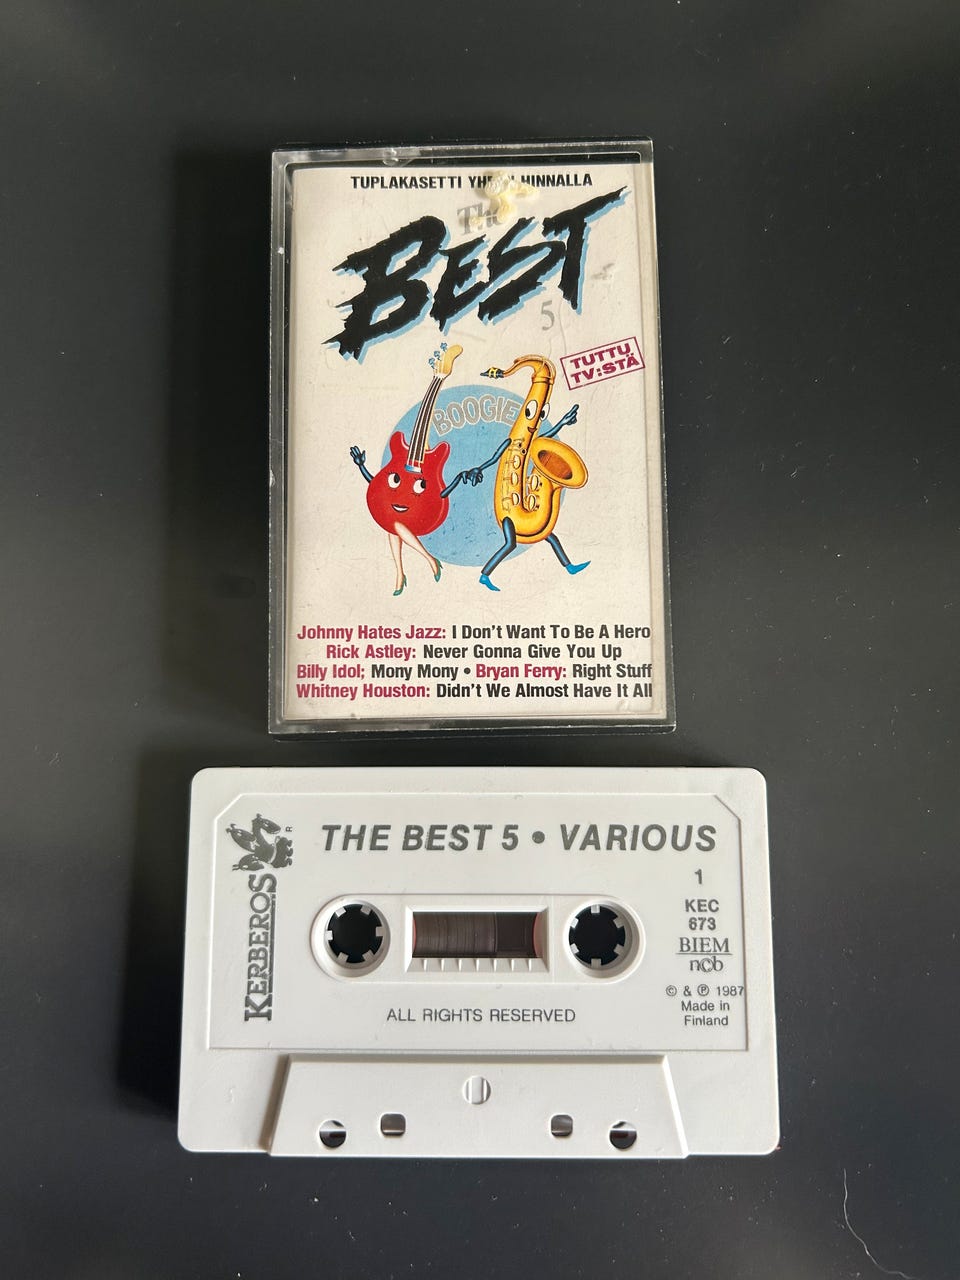 TUPLAKASETTI HINNALLA
The
BEST
5
TUTTU
TV:STÄ
BOOGIE
Johnny Hates Jazz: I Don't Want To Be A Hero
Rick Astley: Never Gonna Give You Up
Billy Idol; Mony Mony • Bryan Ferry: Right Stuff
Whitney Houston: Didn't We Almost Have It All
THE BEST 5 • VARIOUS
R
KERBEROS
1
KEC
673
BIEM
ncb
© & ℗ 1987
Made in
Finland
ALL RIGHTS RESERVED